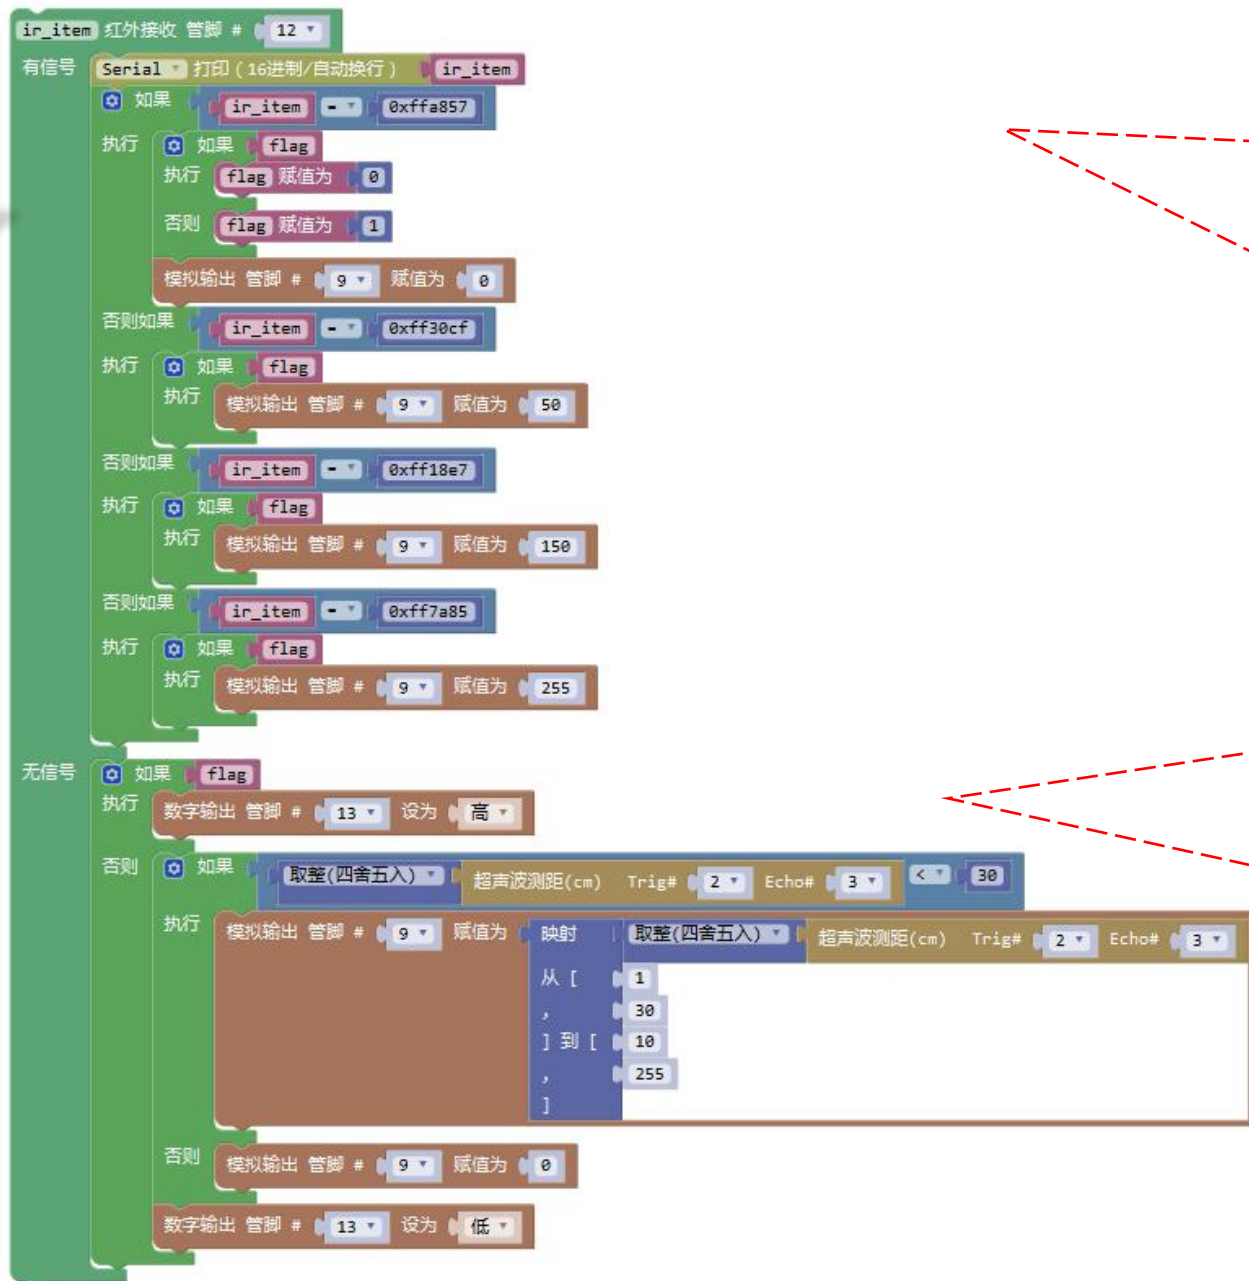 ir_item 红外接收 管脚 # 12
有信号 Serial 打印（16进制/自动换行） ir_item
如果 ir_item = 0xffa857
执行 如果 flag
执行 flag 赋值为 0
否则 flag 赋值为 1
模拟输出 管脚 # 9 赋值为 0
否则如果 ir_item = 0xff30cf
执行 如果 flag
执行 模拟输出 管脚 # 9 赋值为 50
否则如果 ir_item = 0xff18e7
执行 如果 flag
执行 模拟输出 管脚 # 9 赋值为 150
否则如果 ir_item = 0xff7a85
执行 如果 flag
执行 模拟输出 管脚 # 9 赋值为 255
无信号 如果 flag
执行 数字输出 管脚 # 13 设为 高
否则 如果 取整(四舍五入) 超声波测距(cm) Trig# 2 Echo# 3 < 30
执行 模拟输出 管脚 # 9 赋值为 映射 取整(四舍五入) 超声波测距(cm) Trig# 2 Echo# 3
从 [ 1
, 30
] 到 [ 10
, 255
]
否则 模拟输出 管脚 # 9 赋值为 0
数字输出 管脚 # 13 设为 低